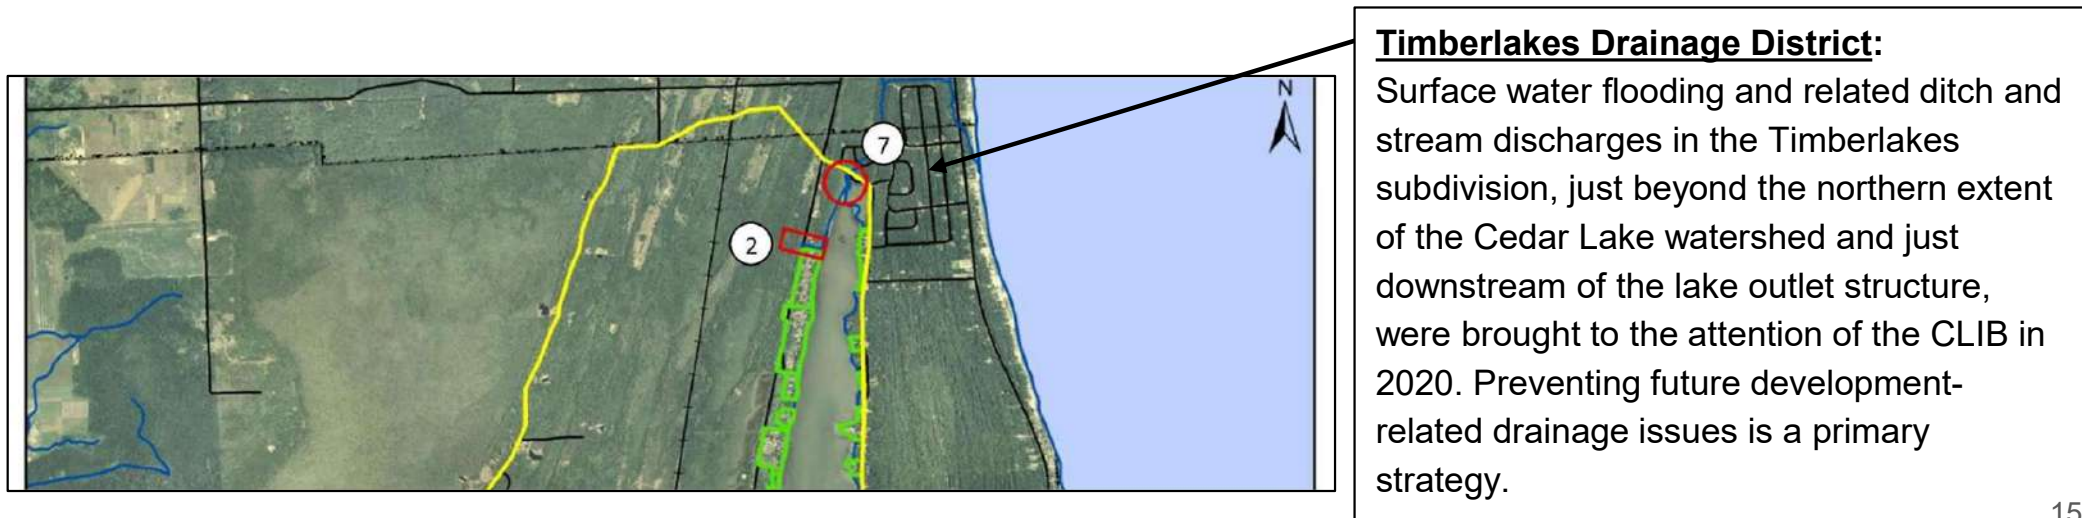 Timberlakes Drainage District:
Surface water flooding and related ditch and
stream discharges in the Timberlakes
subdivision, just beyond the northern extent
of the Cedar Lake watershed and just
downstream of the lake outlet structure,
were brought to the attention of the CLIB in
2020. Preventing future development-
related drainage issues is a primary
strategy.
N
7
2
15